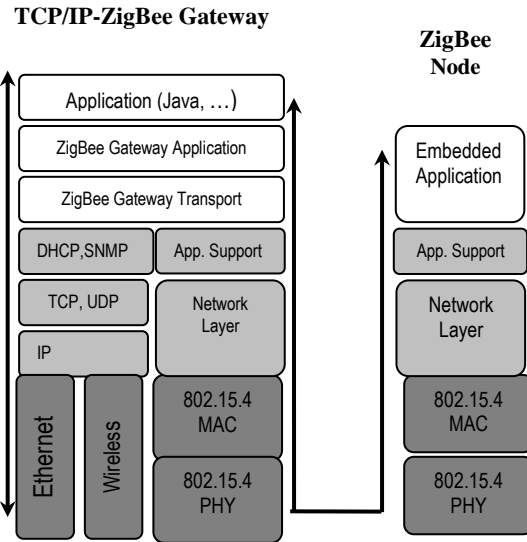 TCP/IP-ZigBee Gateway
Application (Java, …)
ZigBee Gateway Application
ZigBee Gateway Transport
DHCP,SNMP
App. Support
TCP, UDP
Network
Layer
IP
Ethernet
Wireless
802.15.4
MAC
802.15.4
PHY
ZigBee
Node
Embedded
Application
App. Support
Network
Layer
802.15.4
MAC
802.15.4
PHY